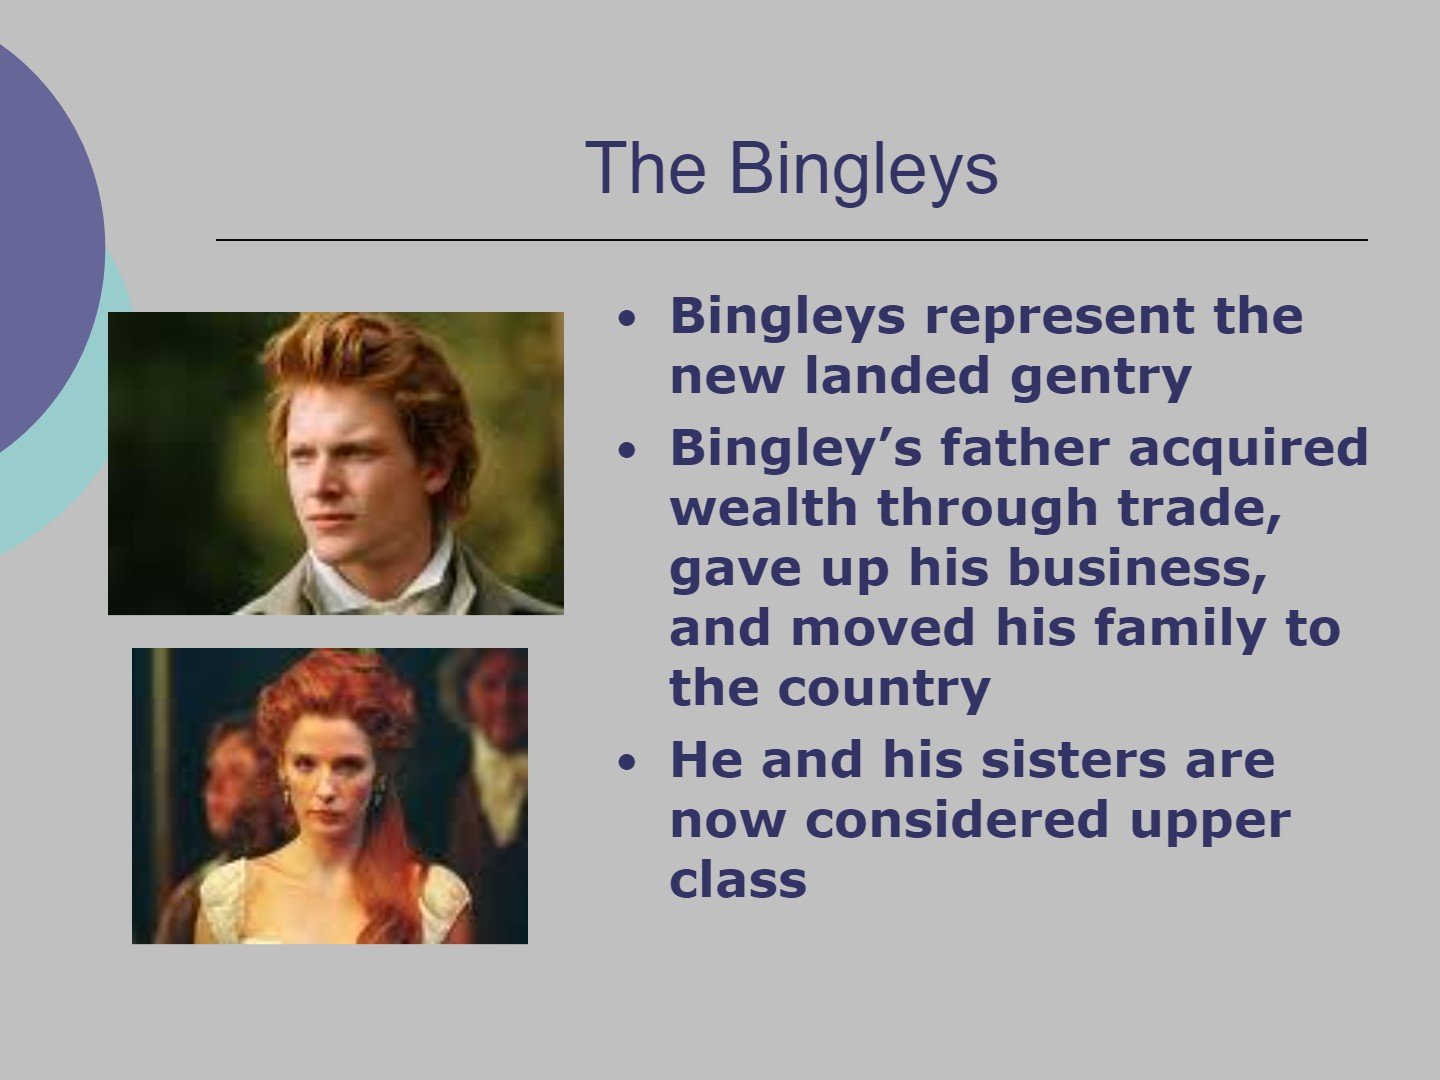 The Bingleys
• Bingleys represent the
new landed gentry
• Bingley’s father acquired
wealth through trade,
gave up his business,
and moved his family to
the country
• He and his sisters are
now considered upper
class